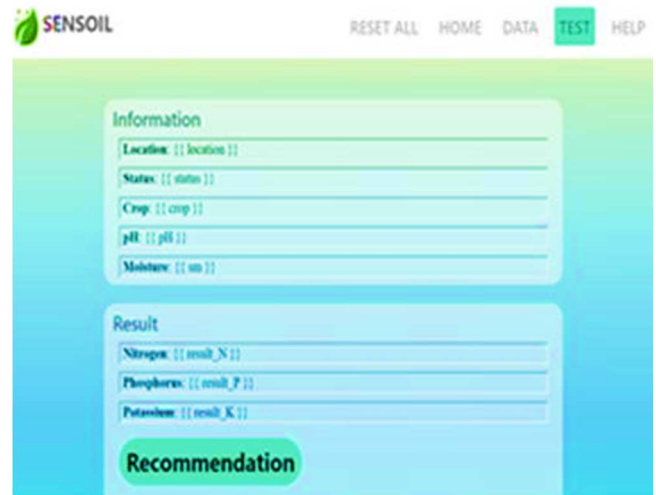 SENSOIL
RESET ALL HOME DATA TEST HELP
Information
Location: {{ location }}
Status: {{ status }}
Crop: {{ crop }}
pH: {{ pH }}
Moisture: {{ sm }}
Result
Nitrogen: {{ result_N }}
Phosphorus: {{ result_P }}
Potassium: {{ result_K }}
Recommendation